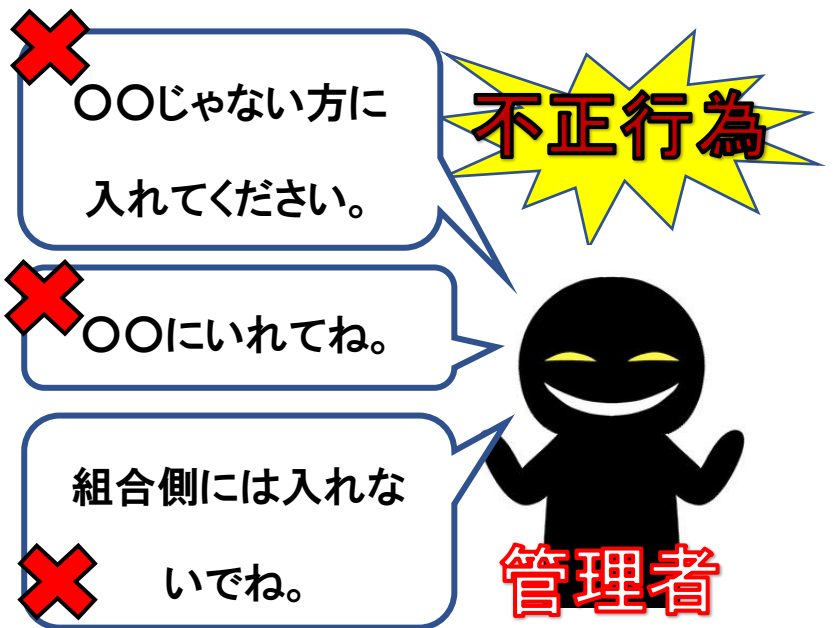 〇〇じゃない方に
入れてください。
不正行為
〇〇にいれてね。
組合側には入れな
いでね。
管理者